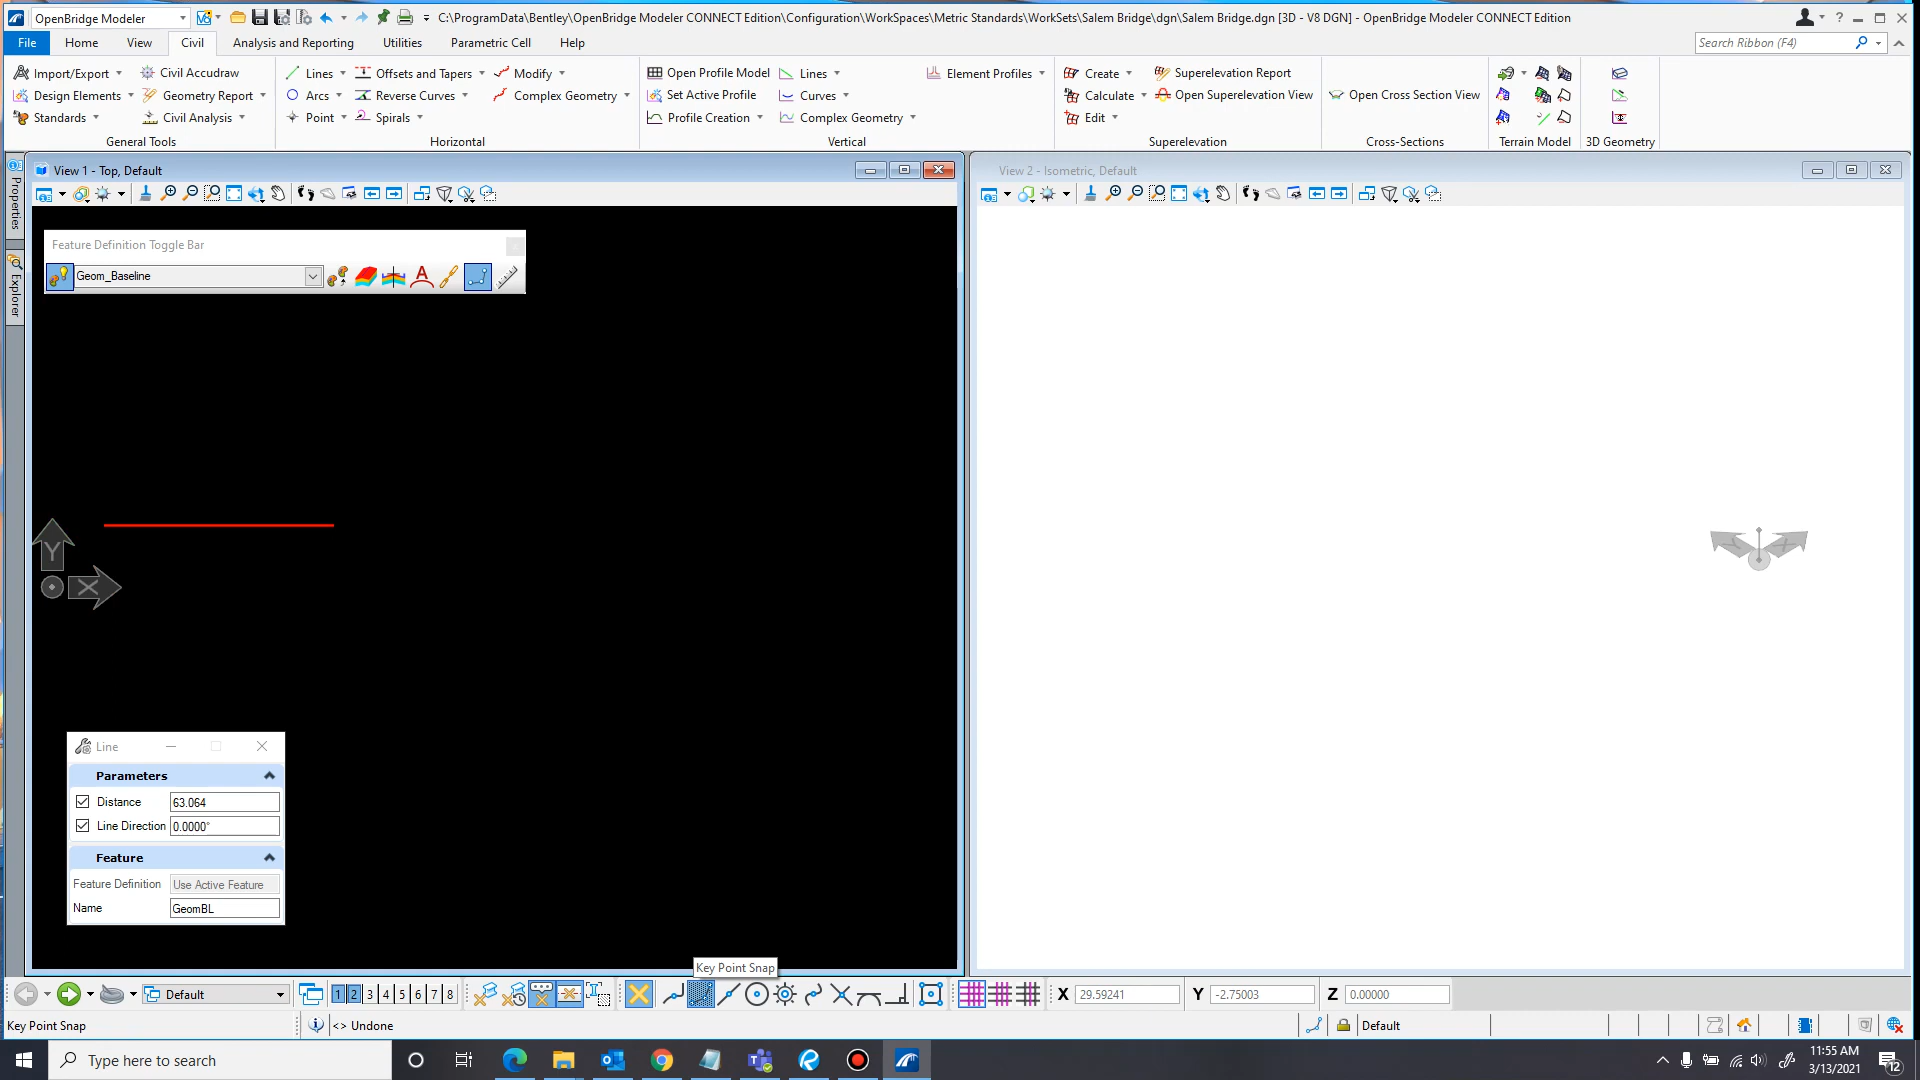 OpenBridge Modeler
C:\ProgramData\Bentley\OpenBridge Modeler CONNECT Edition\Configuration\WorkSpaces\Metric Standards\WorkSets\Salem Bridge\dgn\Salem Bridge.dgn [3D - V8 DGN] - OpenBridge Modeler CONNECT Edition
File Home View Civil Analysis and Reporting Utilities Parametric Cell Help
Search Ribbon (F4)
Import/Export Civil Accudraw Lines Offsets and Tapers Modify Open Profile Model Lines Element Profiles Create Superelevation Report
Design Elements Geometry Report Arcs Reverse Curves Complex Geometry Set Active Profile Curves Calculate Open Superelevation View Open Cross Section View
Standards Civil Analysis Point Spirals Profile Creation Complex Geometry Edit
General Tools Horizontal Vertical Superelevation Cross-Sections Terrain Model 3D Geometry
View 1 - Top, Default
View 2 - Isometric, Default
Properties
Explorer
Feature Definition Toggle Bar
Geom_Baseline
Y
X
Line
Parameters
Distance 63.064
Line Direction 0.0000°
Feature
Feature Definition Use Active Feature
Name GeomBL
Key Point Snap
Default 1 2 3 4 5 6 7 8 X 29.59241 Y -2.75003 Z 0.00000
Key Point Snap <> Undone Default
Type here to search
11:55 AM
3/13/2021
12